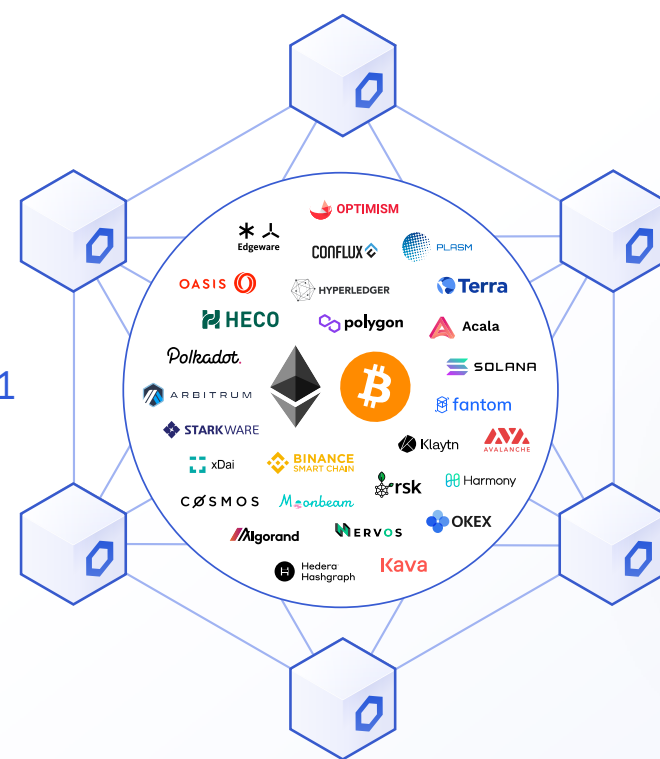 OPTIMISM
Edgeware
CONFLUX
PLASM
OASIS
HYPERLEDGER
Terra
HECO
polygon
Acala
Polkadot.
SOLANA
1
ARBITRUM
fantom
STARKWARE
Klaytn
AVALANCHE
xDai
BINANCE
SMART CHAIN
rsk
Harmony
COSMOS
Moonbeam
OKEX
Algorand
NERVOS
H
Hedera
Hashgraph
Kava